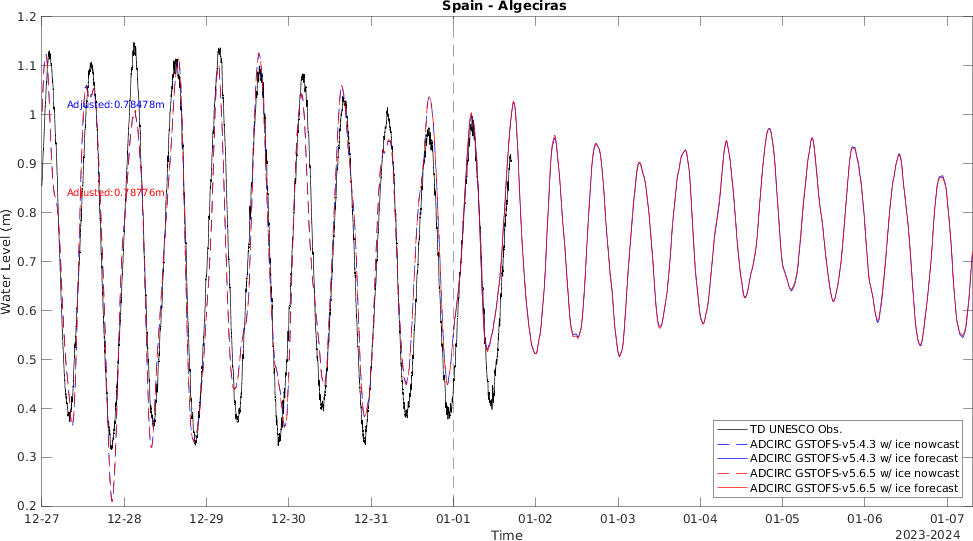 Spain - Algeciras
1.2
1.1
1
0.9
0.8
0.7
0.6
0.5
0.4
0.3
0.2
Water Level (m)
Adjusted:0.78478m
Adjusted:0.78776m
TD UNESCO Obs.
ADCIRC GSTOFS-v5.4.3 w/ ice nowcast
ADCIRC GSTOFS-v5.4.3 w/ ice forecast
ADCIRC GSTOFS-v5.6.5 w/ ice nowcast
ADCIRC GSTOFS-v5.6.5 w/ ice forecast
12-27 12-28 12-29 12-30 12-31 01-01 01-02 01-03 01-04 01-05 01-06 01-07
Time
2023-2024